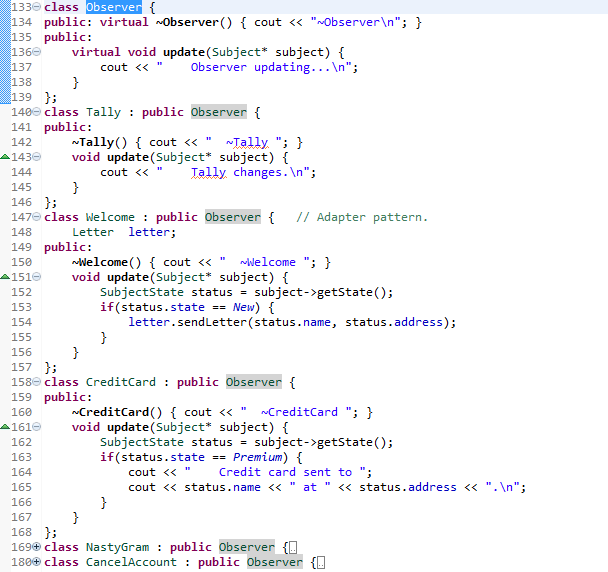 133 class Observer {
134 public: virtual ~Observer() { cout << "~Observer\n"; }
135 public:
136     virtual void update(Subject* subject) {
137         cout << "    Observer updating...\n";
138     }
139 };
140 class Tally : public Observer {
141 public:
142     ~Tally() { cout << "  ~Tally "; }
143     void update(Subject* subject) {
144         cout << "    Tally changes.\n";
145     }
146 };
147 class Welcome : public Observer {   // Adapter pattern.
148     Letter  letter;
149 public:
150     ~Welcome() { cout << "  ~Welcome "; }
151     void update(Subject* subject) {
152         SubjectState status = subject->getState();
153         if(status.state == New) {
154             letter.sendLetter(status.name, status.address);
155         }
156     }
157 };
158 class CreditCard : public Observer {
159 public:
160     ~CreditCard() { cout << "  ~CreditCard "; }
161     void update(Subject* subject) {
162         SubjectState status = subject->getState();
163         if(status.state == Premium) {
164             cout << "    Credit card sent to ";
165             cout << status.name << " at " << status.address << ".\n";
166         }
167     }
168 };
169 class NastyGram : public Observer {
180 class CancelAccount : public Observer {